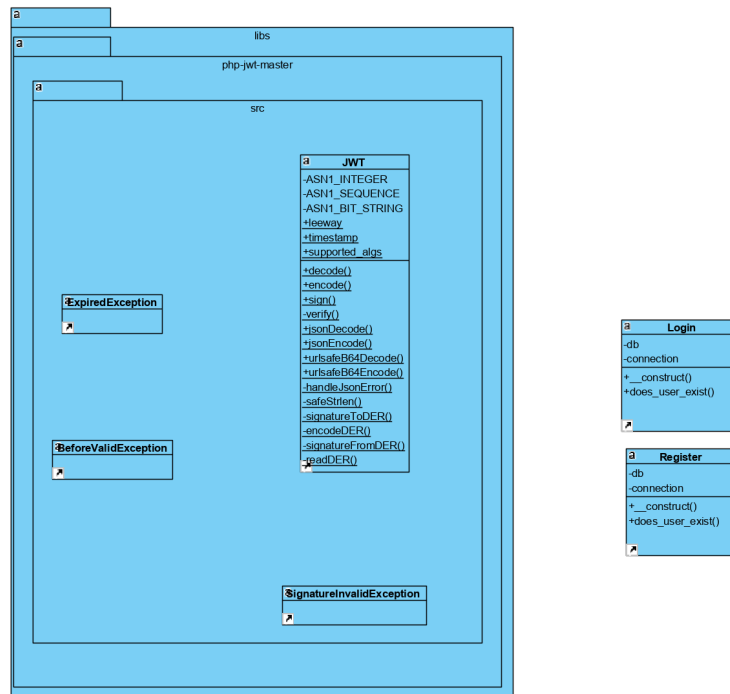 a
libs
a
php-jwt-master
a
src
a
JWT
-ASN1_INTEGER
-ASN1_SEQUENCE
-ASN1_BIT_STRING
+leeway
+timestamp
+supported_algs
+decode()
+encode()
+sign()
-verify()
+jsonDecode()
+jsonEncode()
+urlsafeB64Decode()
+urlsafeB64Encode()
-handleJsonError()
-safeStrlen()
-signatureToDER()
-encodeDER()
-signatureFromDER()
-readDER()
a
ExpiredException
a
BeforeValidException
a
SignatureInvalidException
a
Login
-db
-connection
+__construct()
+does_user_exist()
a
Register
-db
-connection
+__construct()
+does_user_exist()